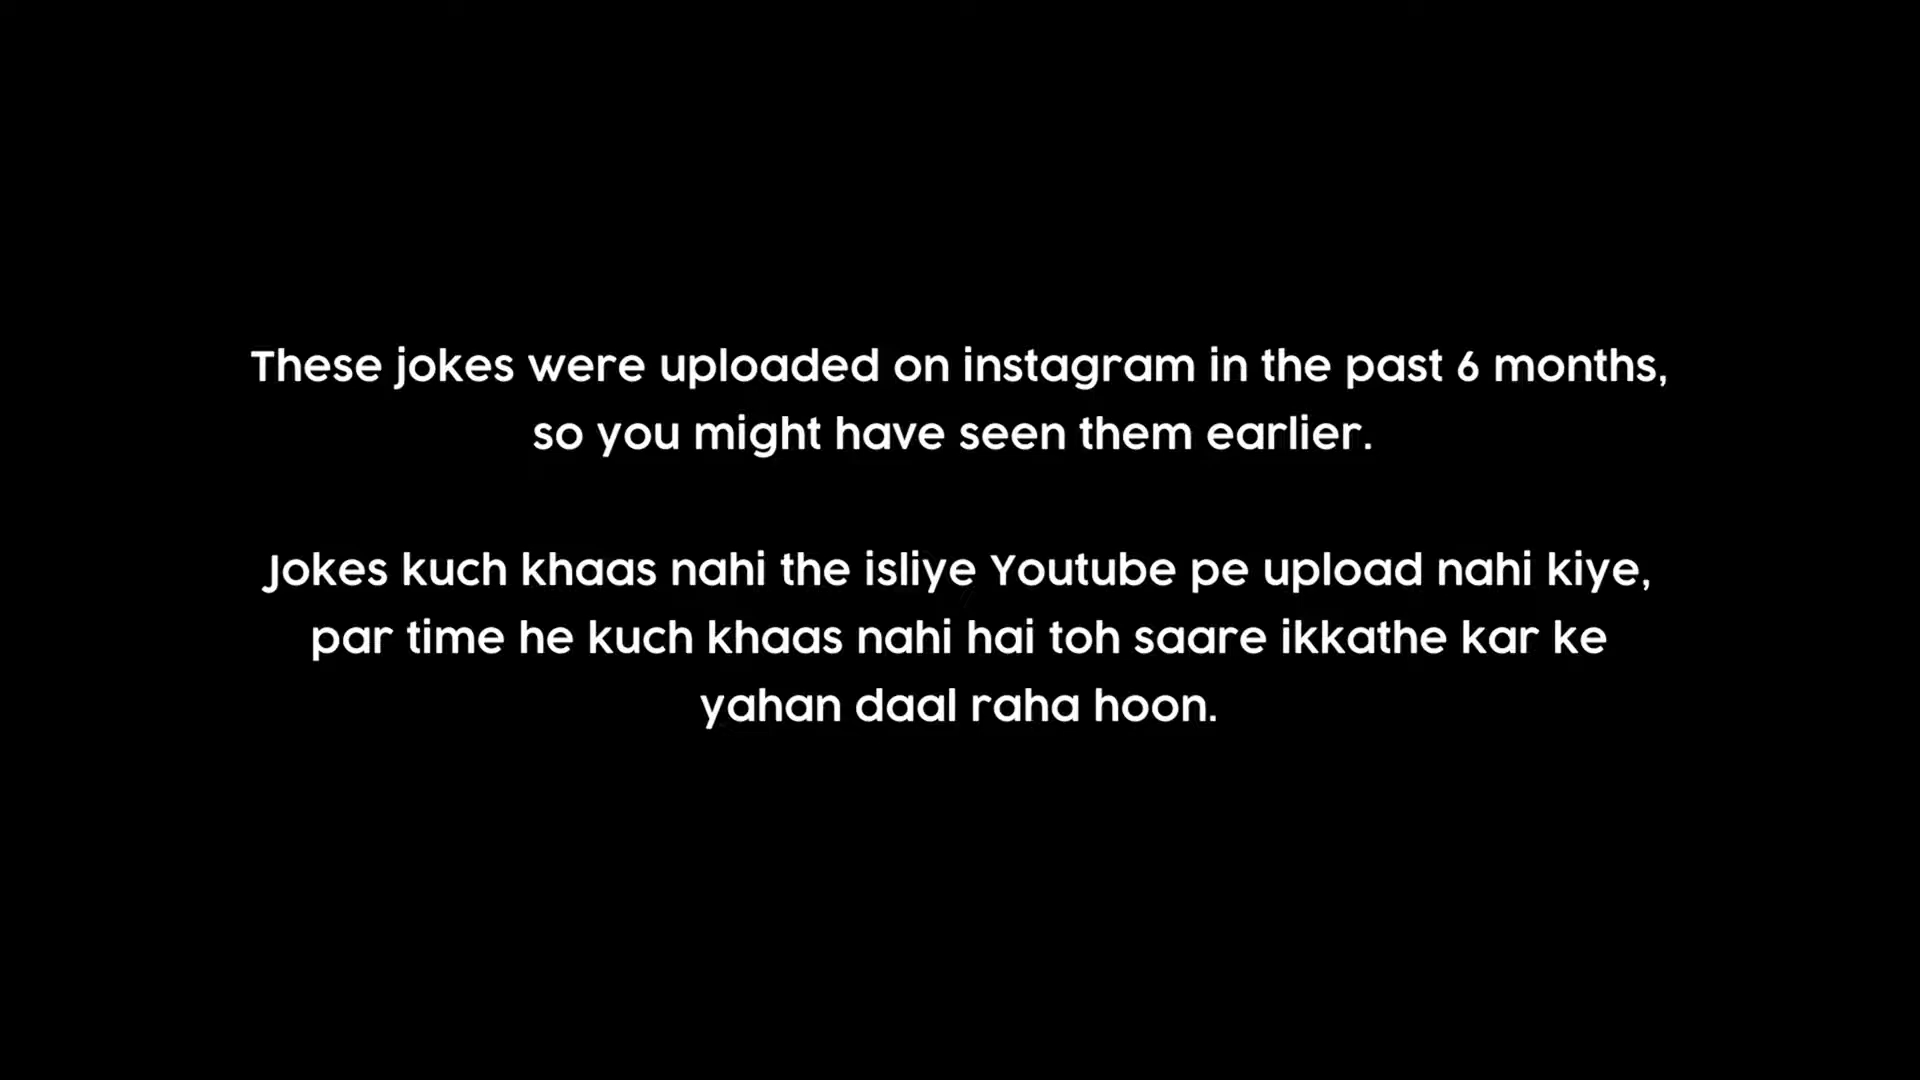 These jokes were uploaded on instagram in the past 6 months,
so you might have seen them earlier.
Jokes kuch khaas nahi the isliye Youtube pe upload nahi kiye,
par time he kuch khaas nahi hai toh saare ikkathe kar ke
yahan daal raha hoon.